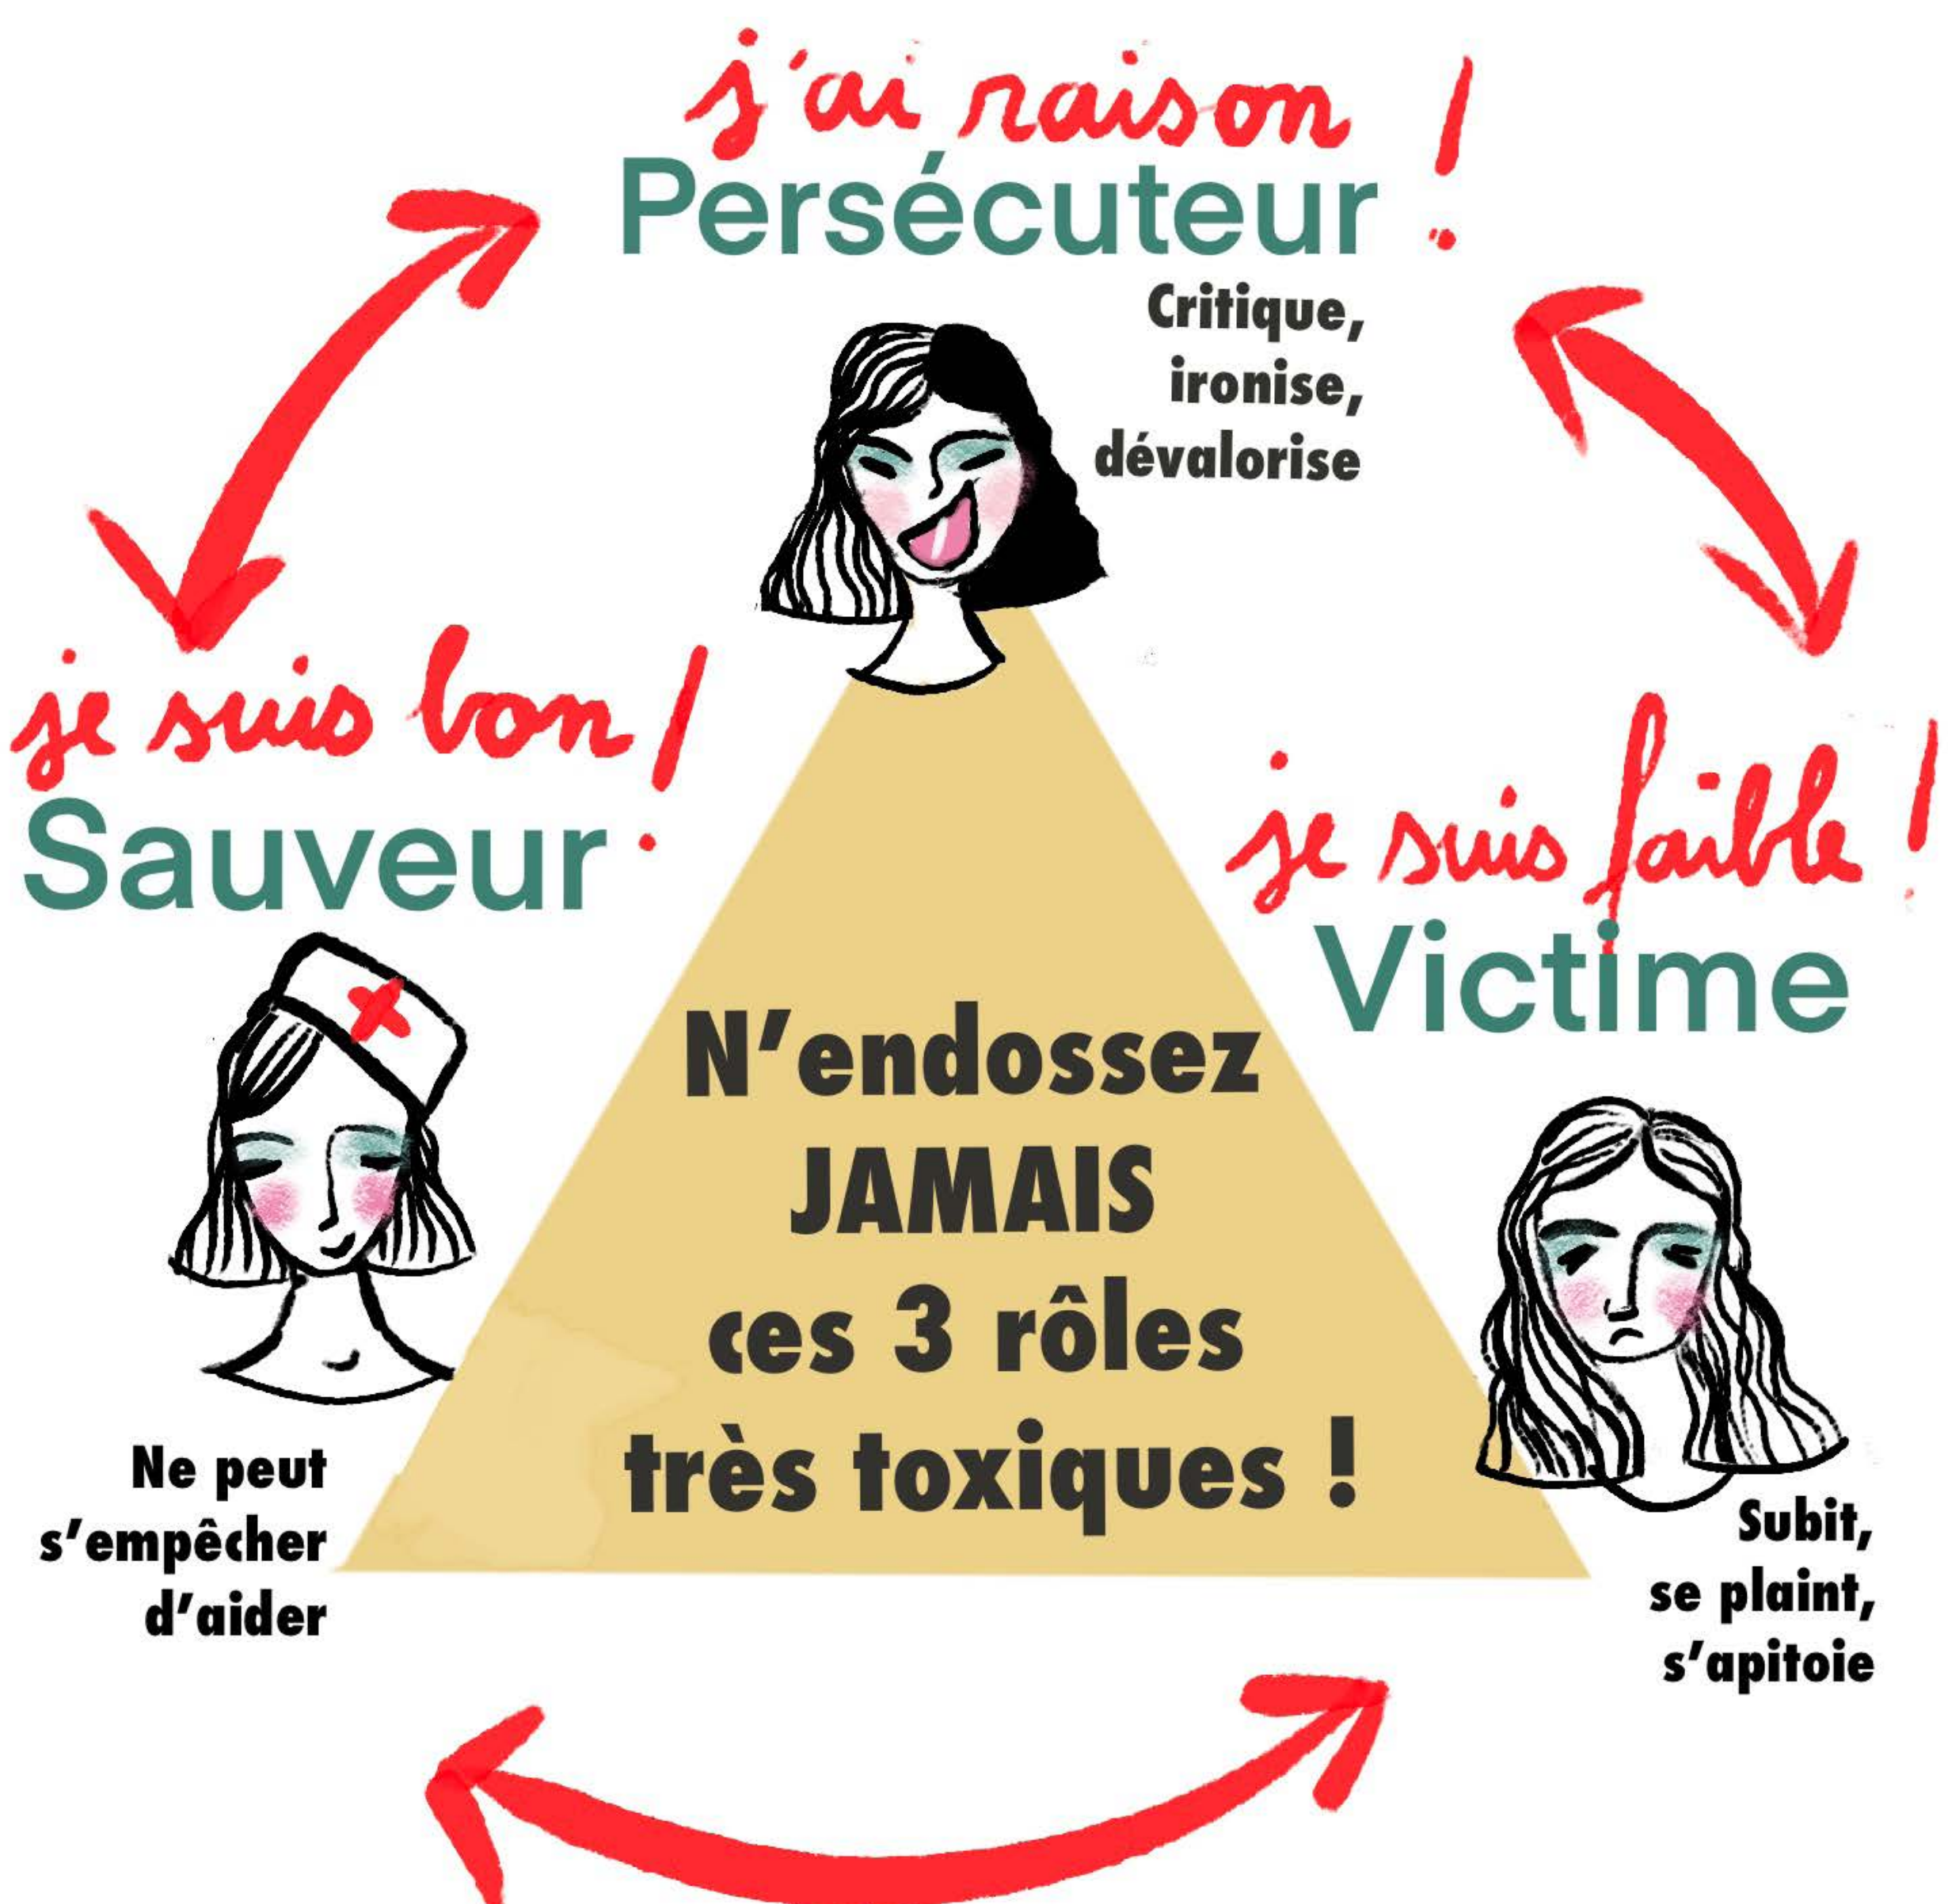 j'ai raison !
Persécuteur
Critique,
ironise,
dévalorise
je suis bon !
Sauveur
je suis faible !
Victime
N'endossez
JAMAIS
ces 3 rôles
très toxiques !
Ne peut
s'empêcher
d'aider
Subit,
se plaint,
s'apitoie